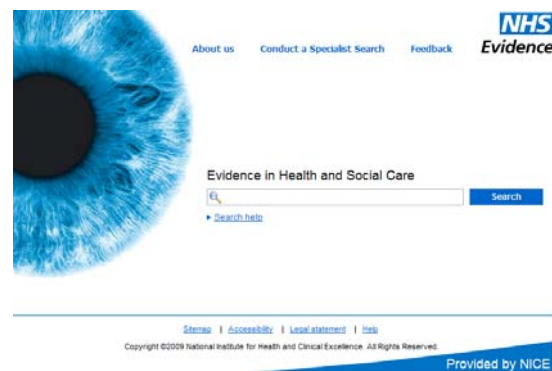 NHS
About us Conduct a Specialist Search Feedback Evidence
Evidence in Health and Social Care
Search
Search help
Sitemap | Accessibility | Legal statement | Help
Copyright ©2009 National Institute for Health and Clinical Excellence. All Rights Reserved.
Provided by NICE